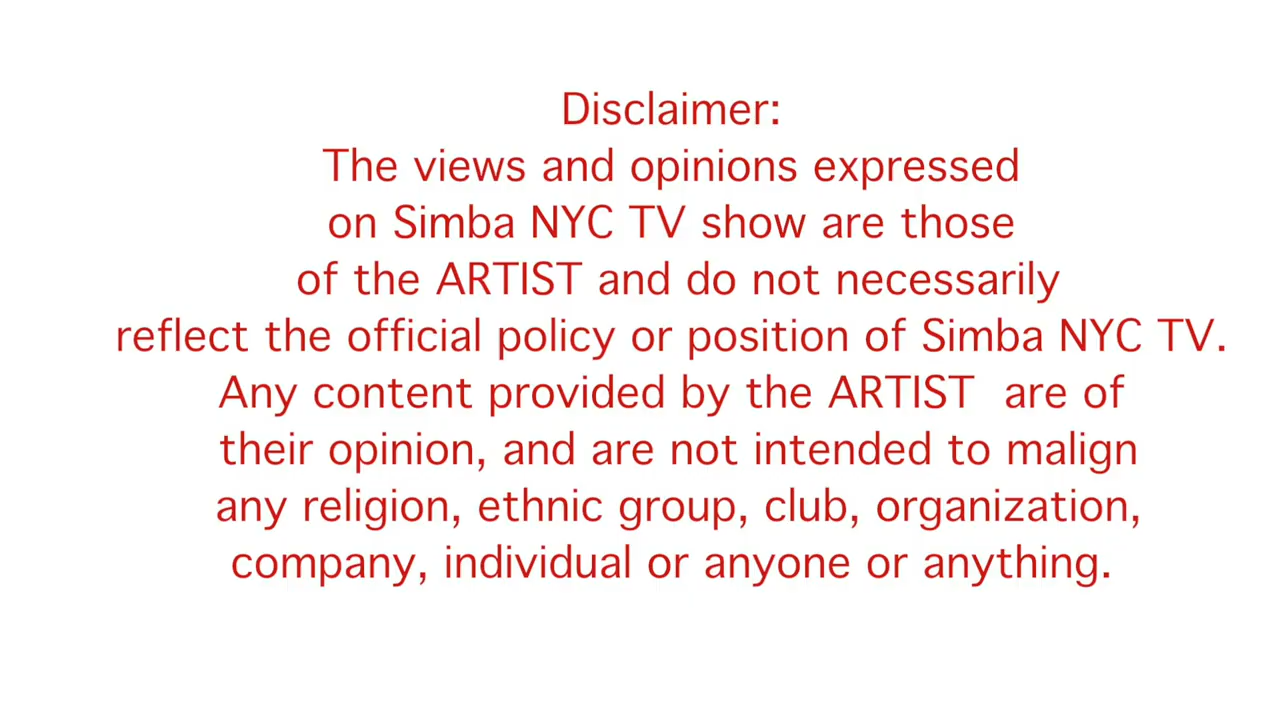 Disclaimer:
The views and opinions expressed
on Simba NYC TV show are those
of the ARTIST and do not necessarily
reflect the official policy or position of Simba NYC TV.
Any content provided by the ARTIST  are of
their opinion, and are not intended to malign
any religion, ethnic group, club, organization,
company, individual or anyone or anything.